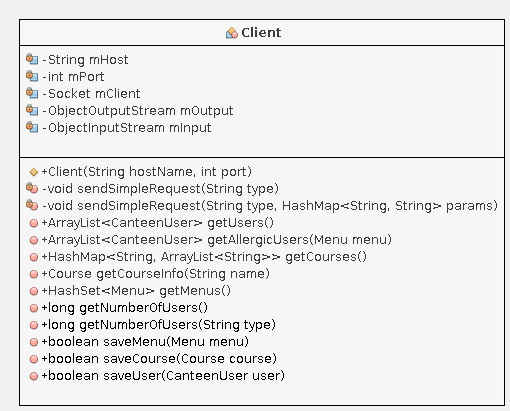 Client
-String mHost
-int mPort
-Socket mClient
-ObjectOutputStream mOutput
-ObjectInputStream mInput
+Client(String hostName, int port)
-void sendSimpleRequest(String type)
-void sendSimpleRequest(String type, HashMap<String, String> params)
+ArrayList<CanteenUser> getUsers()
+ArrayList<CanteenUser> getAllergicUsers(Menu menu)
+HashMap<String, ArrayList<String>> getCourses()
+Course getCourseInfo(String name)
+HashSet<Menu> getMenus()
+long getNumberOfUsers()
+long getNumberOfUsers(String type)
+boolean saveMenu(Menu menu)
+boolean saveCourse(Course course)
+boolean saveUser(CanteenUser user)